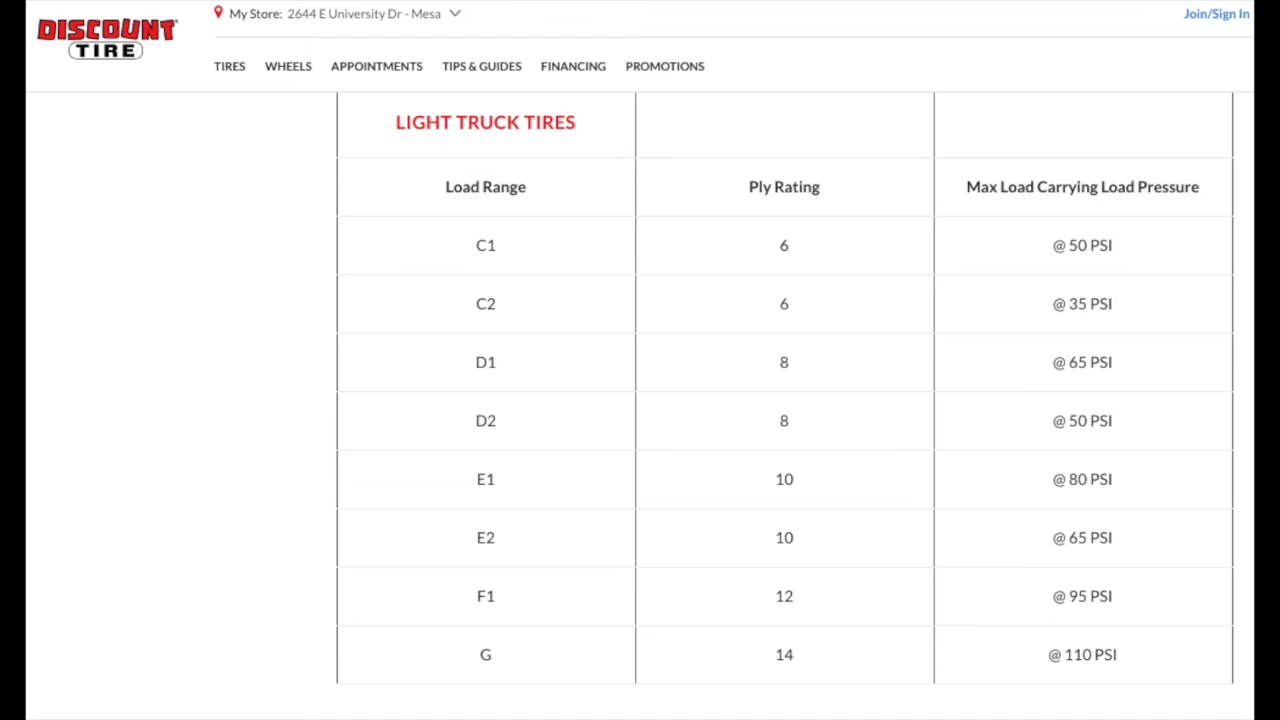 My Store: 2644 E University Dr - Mesa
Join/Sign In
DISCOUNT
TIRE
TIRES WHEELS APPOINTMENTS TIPS & GUIDES FINANCING PROMOTIONS
LIGHT TRUCK TIRES
Load Range Ply Rating Max Load Carrying Load Pressure
C1 6 @ 50 PSI
C2 6 @ 35 PSI
D1 8 @ 65 PSI
D2 8 @ 50 PSI
E1 10 @ 80 PSI
E2 10 @ 65 PSI
F1 12 @ 95 PSI
G 14 @ 110 PSI